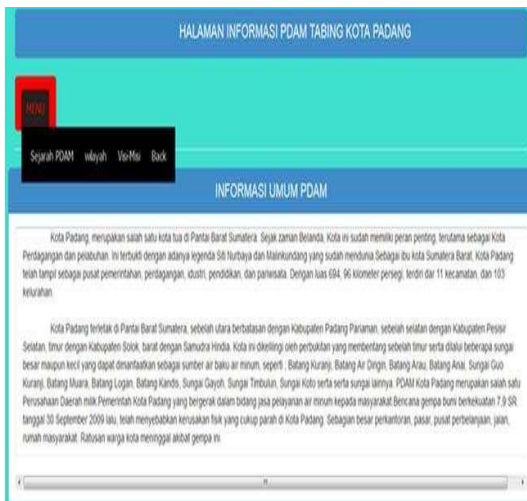 HALAMAN INFORMASI PDAM TABING KOTA PADANG
MENU
Sejarah PDAM wilayah Visi-Misi Back
INFORMASI UMUM PDAM
Kota Padang, merupakan salah satu kota tua di Pantai Barat Sumatera. Sejak zaman Belanda, Kota ini sudah memiliki peran penting, terutama sebagai Kota
Perdagangan dan pelabuhan. Ini terbukti dengan adanya legenda Siti Nurbaya dan Malinkundang yang sudah mendunia.Sebagai ibu kota Sumatera Barat, Kota Padang
telah tampil sebagai pusat pemerintahan, perdagangan, idustri, pendidikan, dan pariwisata. Dengan luas 694, 96 kilometer persegi, terdiri dar 11 kecamatan, dan 103
kelurahan.
Kota Padang terletak di Pantai Barat Sumatera, sebelah utara berbatasan dengan Kabupaten Padang Pariaman, sebelah selatan dengan Kabupaten Pesisir
Selatan, timur dengan Kabupaten Solok, barat dengan Samudra Hindia. Kota ini dikelilingi oleh perbukitan yang membentang sebelah timur serta dilalui beberapa sungai
besar maupun kecil yang dapat dimanfaatkan sebagai sumber air baku air minum, seperti , Batang Kuranji, Batang Air Dingin, Batang Arau, Batang Anai, Sungai Guo
Kuranji, Batang Muara, Batang Logan, Batang Kandis, Sungai Gayoh, Sungai Timbulun, Sungai Koto serta serta sungai lainnya. PDAM Kota Padang merupakan salah satu
Perusahaan Daerah milik Pemerintah Kota Padang yang bergerak dalam bidang jasa pelayanan air minum kepada masyarakat.Bencana gempa bumi berkekuatan 7,9 SR
tanggal 30 September 2009 lalu, telah menyebabkan kerusakan fisik yang cukup parah di Kota Padang. Sebagian besar perkantoran, pasar, pusat perbelanjaan, jalan,
rumah masyarakat. Ratusan warga kota meninggal akibat gempa ini.